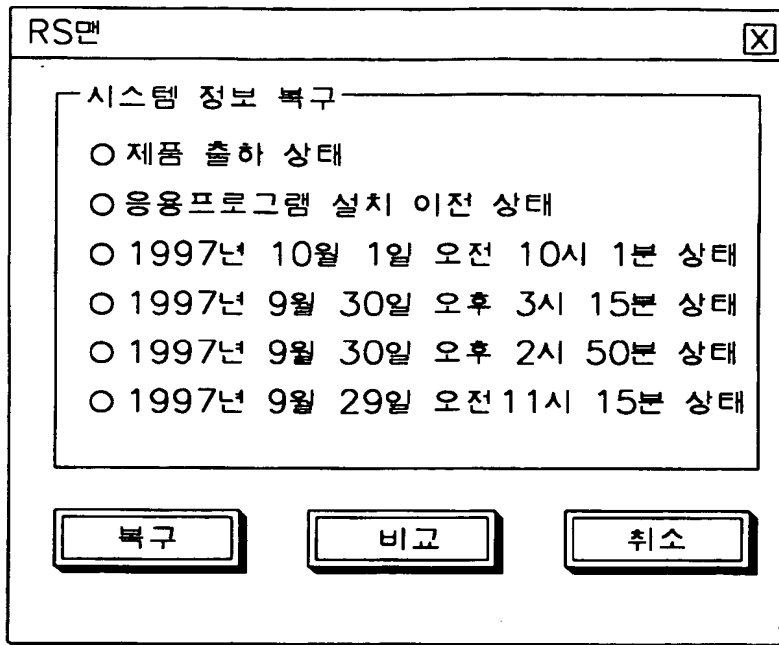 RS맨
X
시스템 정보 복구
제품 출하 상태
응용프로그램 설치 이전 상태
1997년 10월 1일 오전 10시 1분 상태
1997년 9월 30일 오후 3시 15분 상태
1997년 9월 30일 오후 2시 50분 상태
1997년 9월 29일 오전 11시 15분 상태
복구 비교 취소